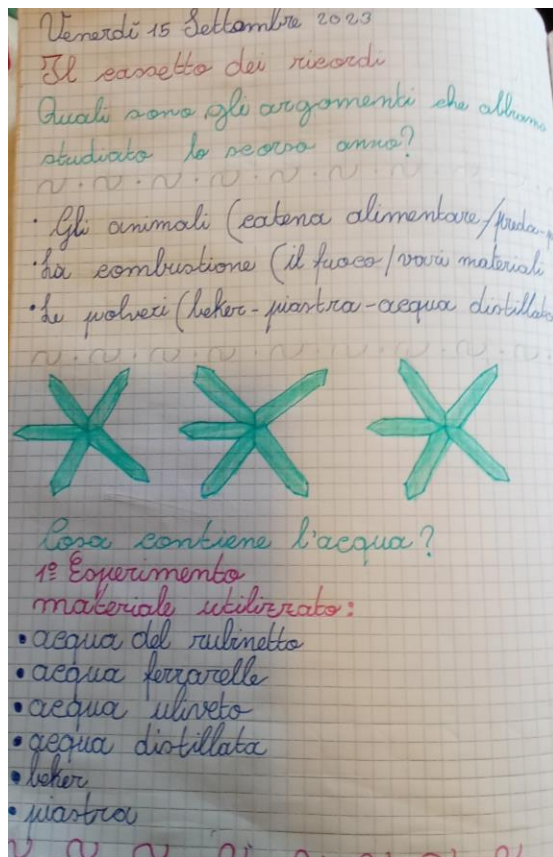 Venerdì 15 Settembre 2023
Il cassetto dei ricordi
Quali sono gli argomenti che abbiamo
studiato lo scorso anno?
• Gli animali (catena alimentare/preda-
• La combustione (il fuoco/vari materiali
• Le polveri (beker-piastra-acqua distillata
Cosa contiene l'acqua?
1º Esperimento
materiale utilizzato:
• acqua del rubinetto
• acqua ferrarelle
• acqua uliveto
• acqua distillata
• beker
• piastra